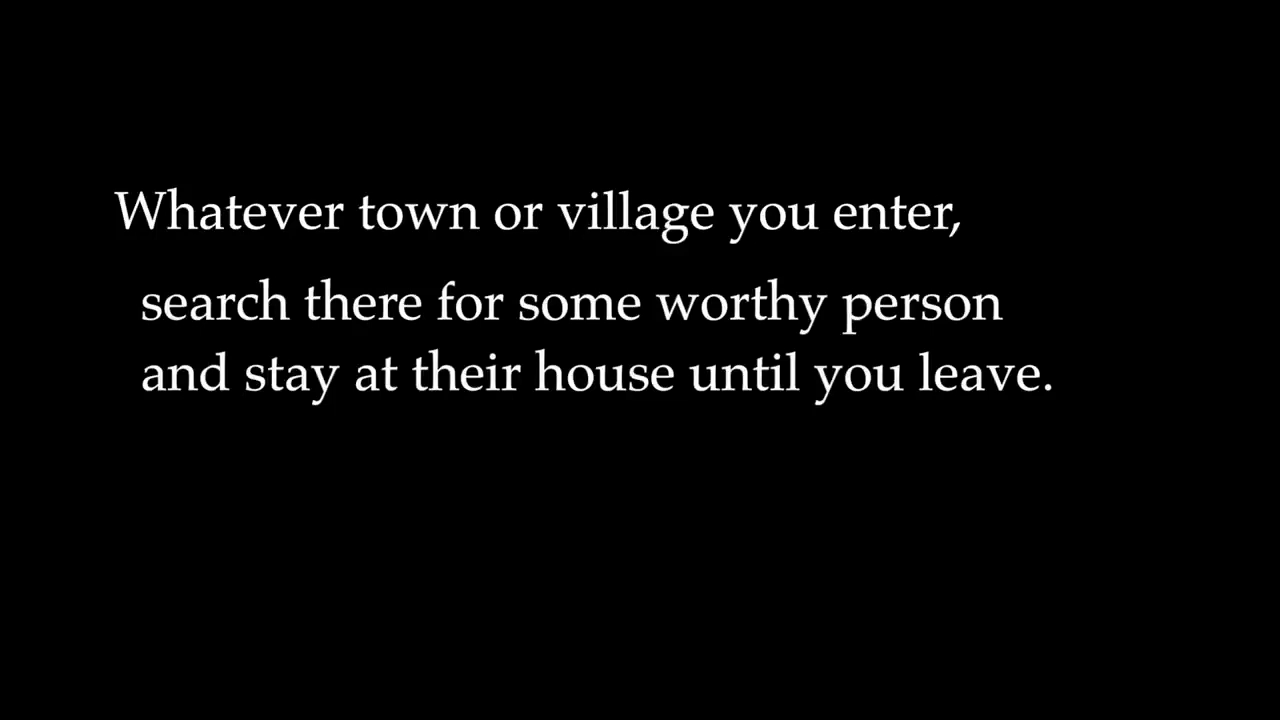 Whatever town or village you enter,
search there for some worthy person
and stay at their house until you leave.